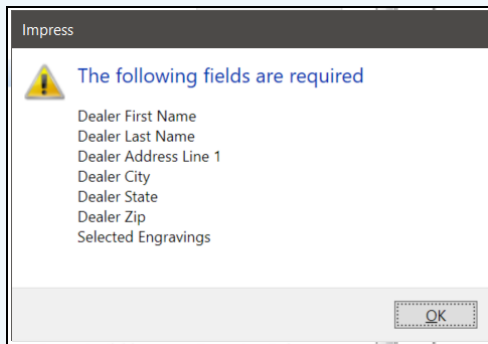 Impress
The following fields are required
Dealer First Name
Dealer Last Name
Dealer Address Line 1
Dealer City
Dealer State
Dealer Zip
Selected Engravings
OK